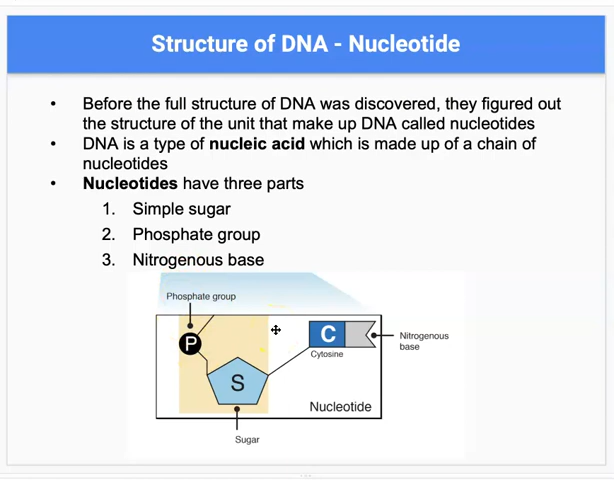 Structure of DNA - Nucleotide
• Before the full structure of DNA was discovered, they figured out
the structure of the unit that make up DNA called nucleotides
• DNA is a type of nucleic acid which is made up of a chain of
nucleotides
• Nucleotides have three parts
1. Simple sugar
2. Phosphate group
3. Nitrogenous base
Phosphate group
P
C
Cytosine
Nitrogenous
base
S
Nucleotide
Sugar